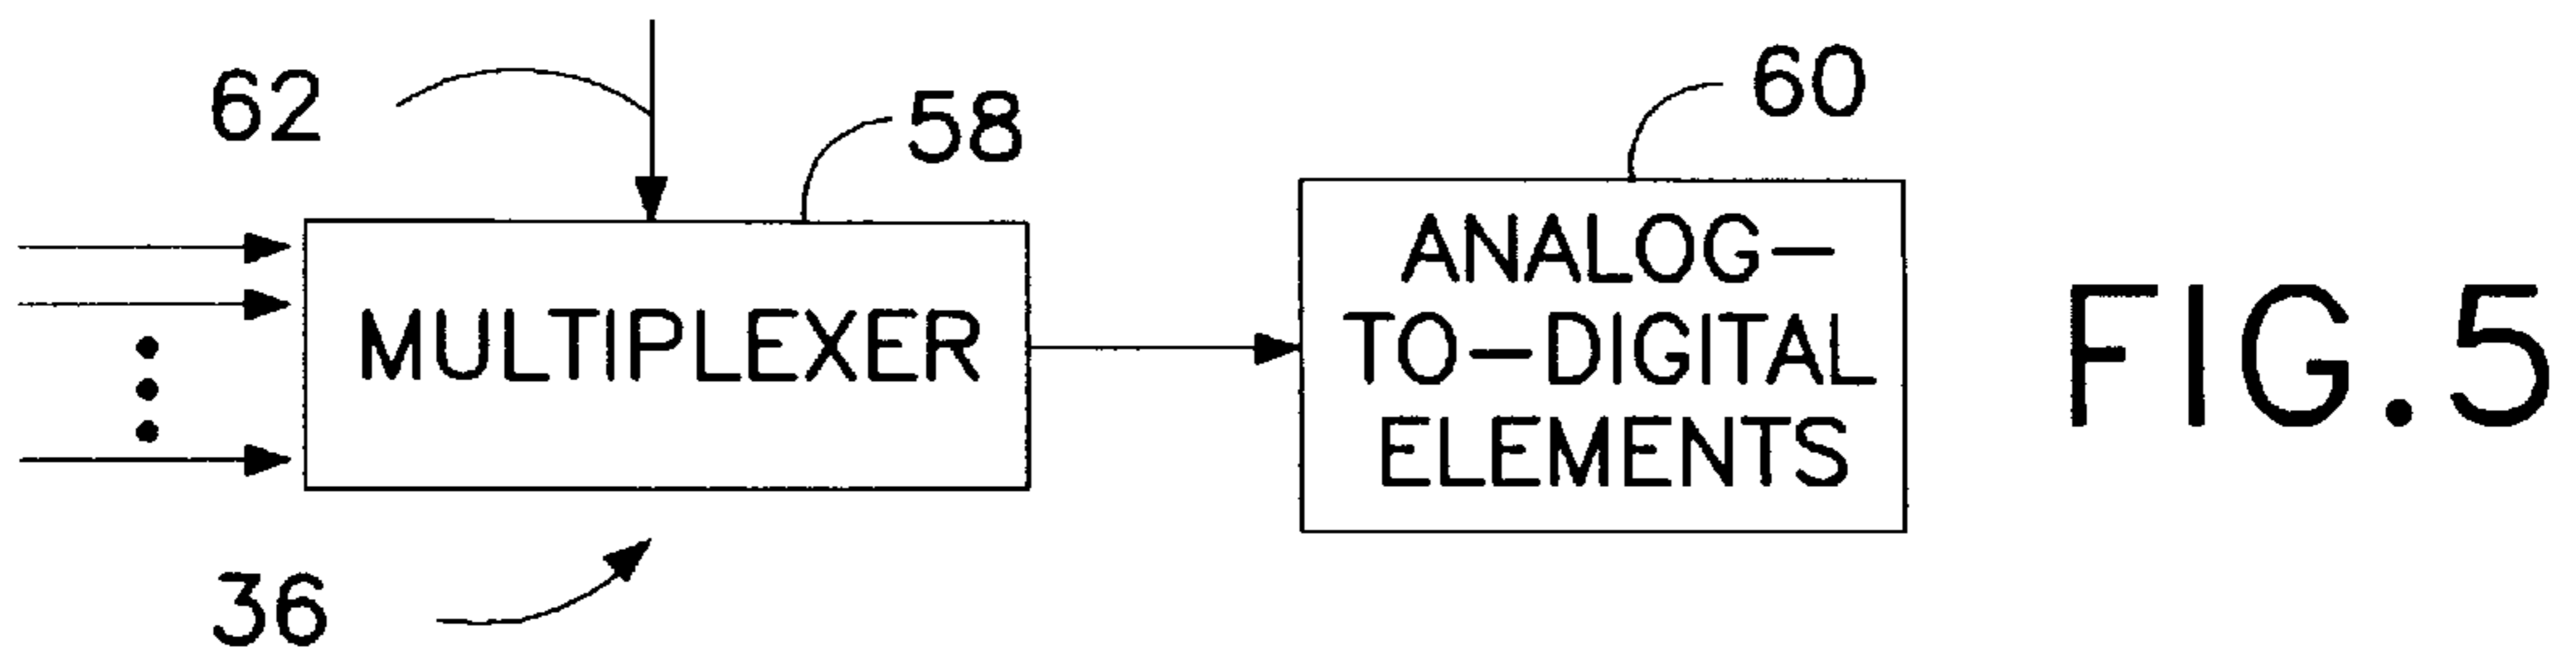 62
58
60
MULTIPLEXER
ANALOG-
TO-DIGITAL
ELEMENTS
36
FIG.5